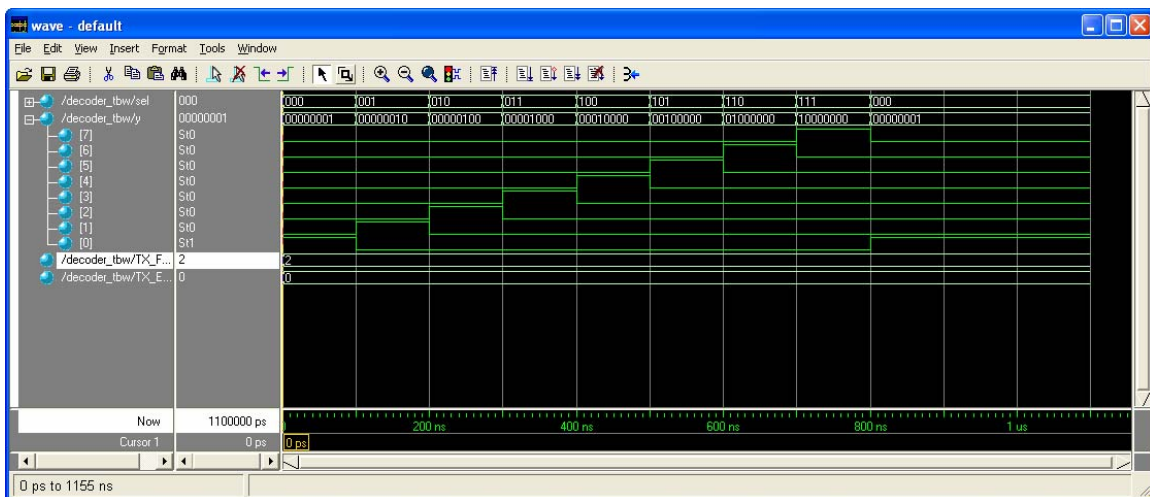 wave - default
File Edit View Insert Format Tools Window
/decoder_tbw/sel 000 000 001 010 011 100 101 110 111 000
/decoder_tbw/y 00000001 00000001 00000010 00000100 00001000 00010000 00100000 01000000 10000000 00000001
[7] St0
[6] St0
[5] St0
[4] St0
[3] St0
[2] St0
[1] St0
[0] St1
/decoder_tbw/TX_F... 2 2
/decoder_tbw/TX_E... 0 0
Now 1100000 ps 200 ns 400 ns 600 ns 800 ns 1 us
Cursor 1 0 ps 0 ps
0 ps to 1155 ns